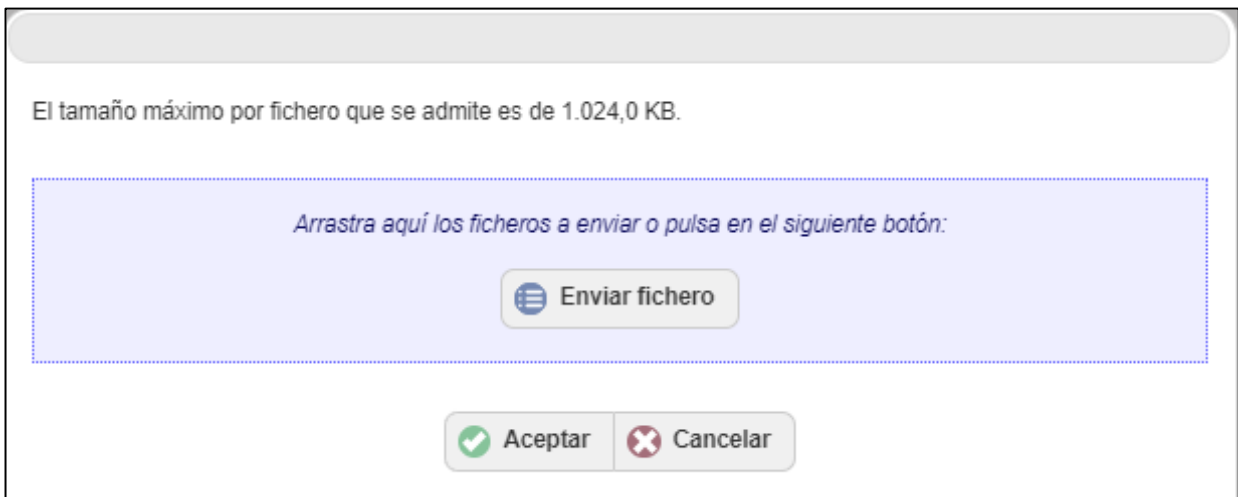 El tamaño máximo por fichero que se admite es de 1.024,0 KB.
Arrastra aquí los ficheros a enviar o pulsa en el siguiente botón:
Enviar fichero
Aceptar Cancelar